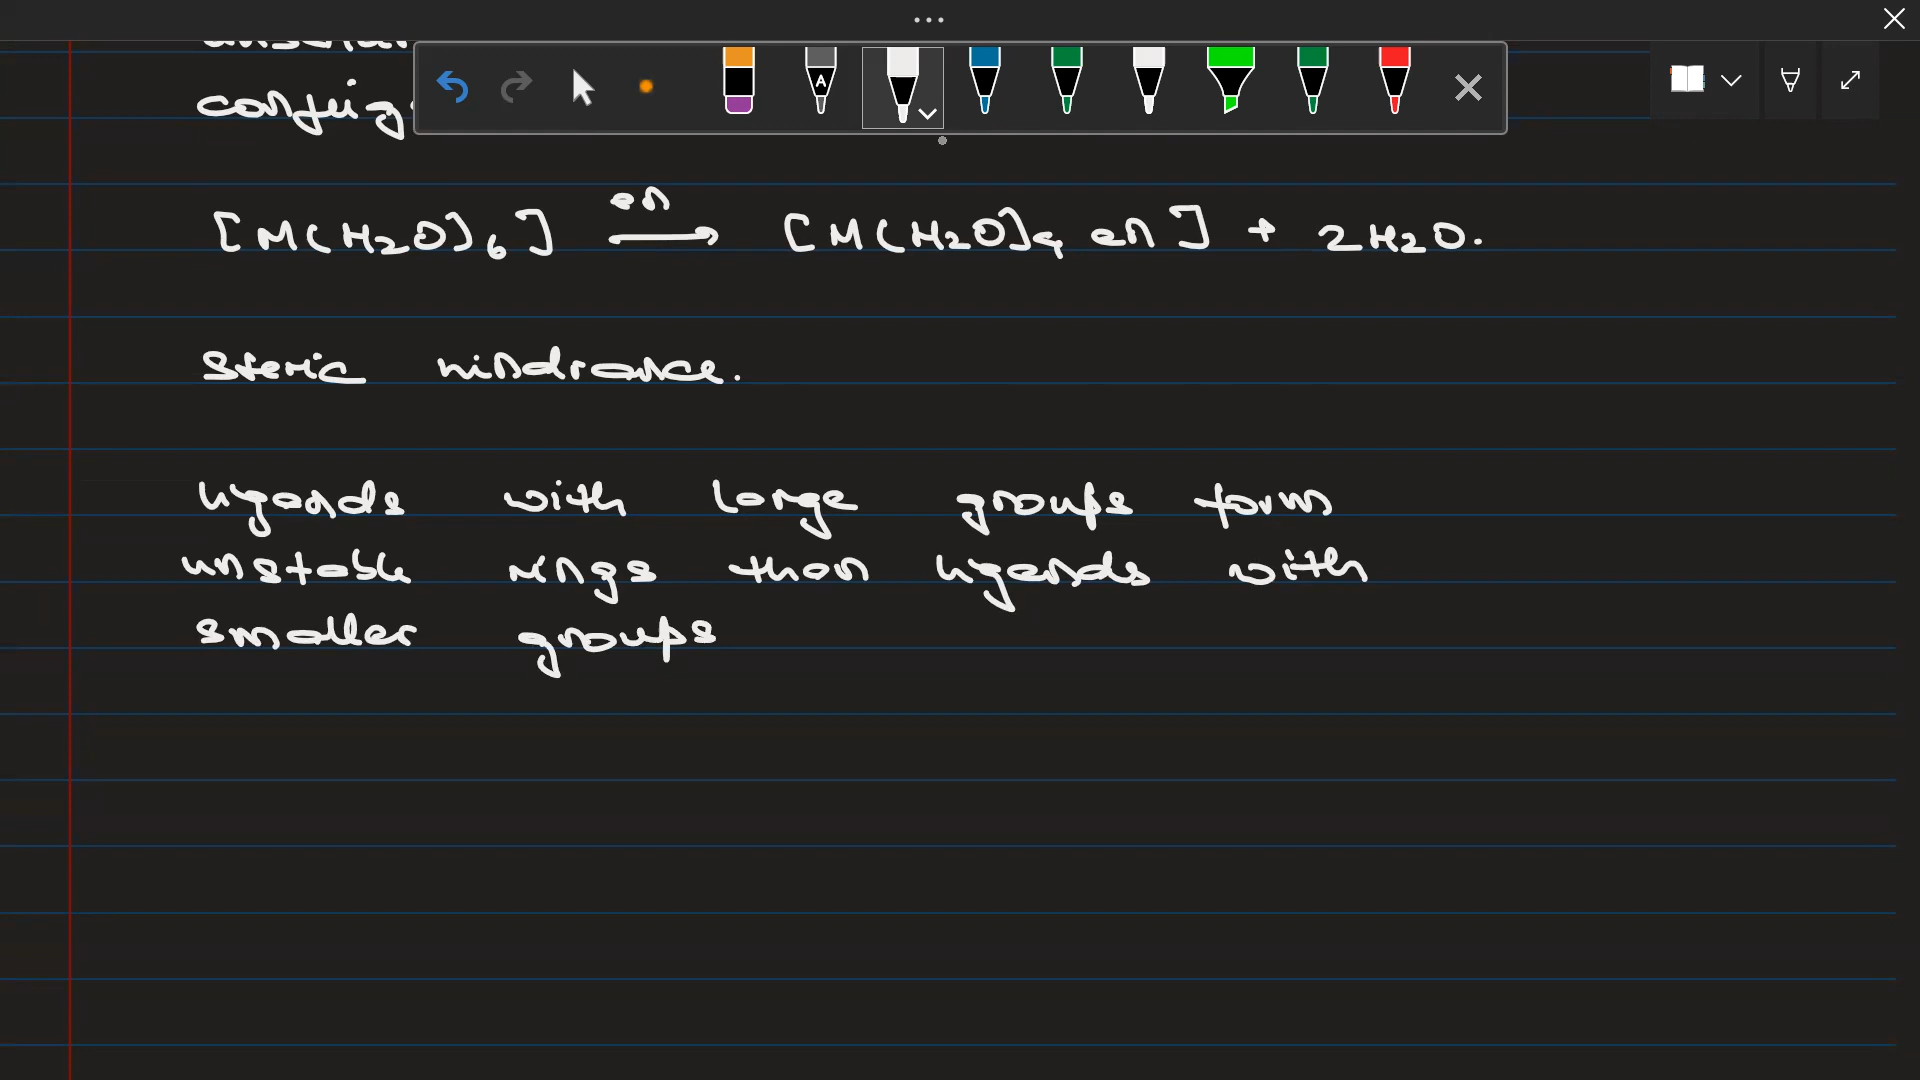 [M(H2O)6] en⟶ [M(H2O)4 en] + 2H2O.
Steric hindrance.
ligands with large groups form
unstable rings than ligands with
smaller groups